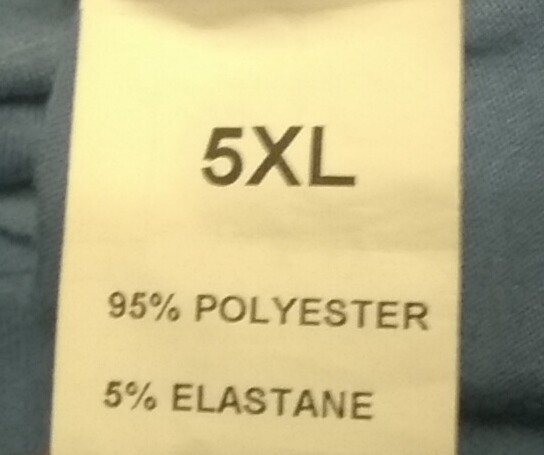 5XL
95% POLYESTER
5% ELASTANE